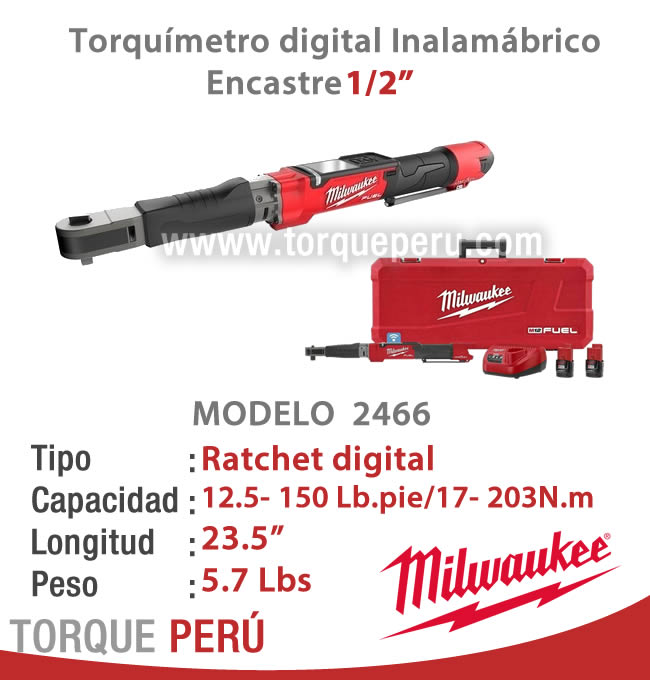 Torquímetro digital Inalamábrico
Encastre 1/2"
Milwaukee
FUEL
www.torqueperu.com
Milwaukee
M12 FUEL
MODELO 2466
Tipo : Ratchet digital
Capacidad : 12.5- 150 Lb.pie/17- 203N.m
Longitud : 23.5"
Peso : 5.7 Lbs
Milwaukee®
TORQUE PERÚ